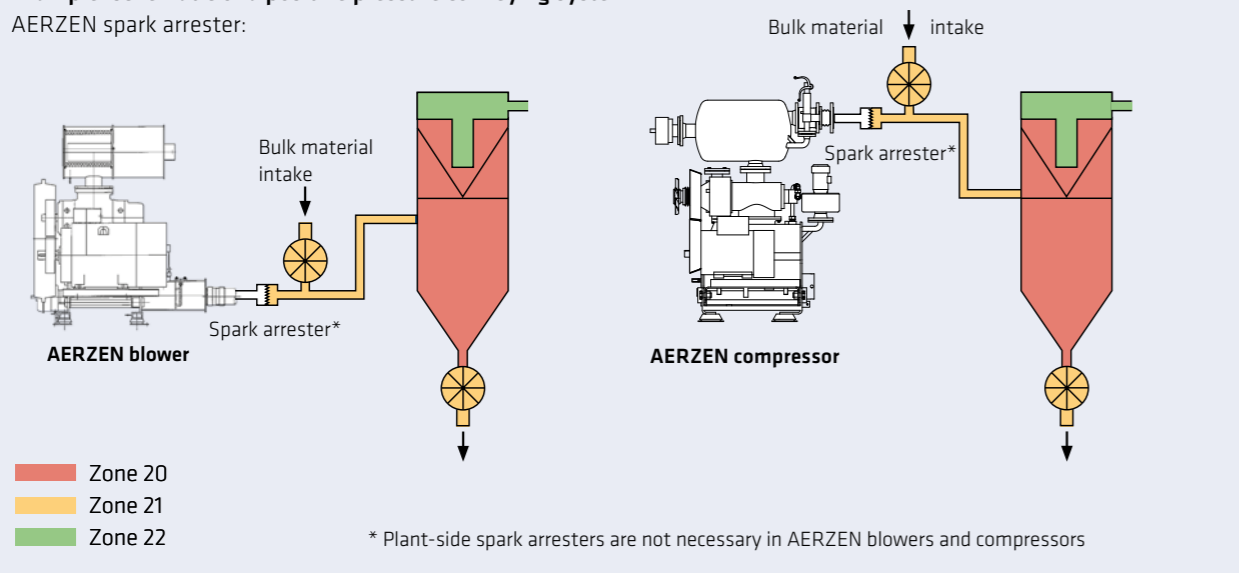 AERZEN spark arrester:
Bulk material intake
Bulk material
intake
Spark arrester*
Spark arrester*
AERZEN blower
AERZEN compressor
Zone 20
Zone 21
Zone 22
* Plant-side spark arresters are not necessary in AERZEN blowers and compressors